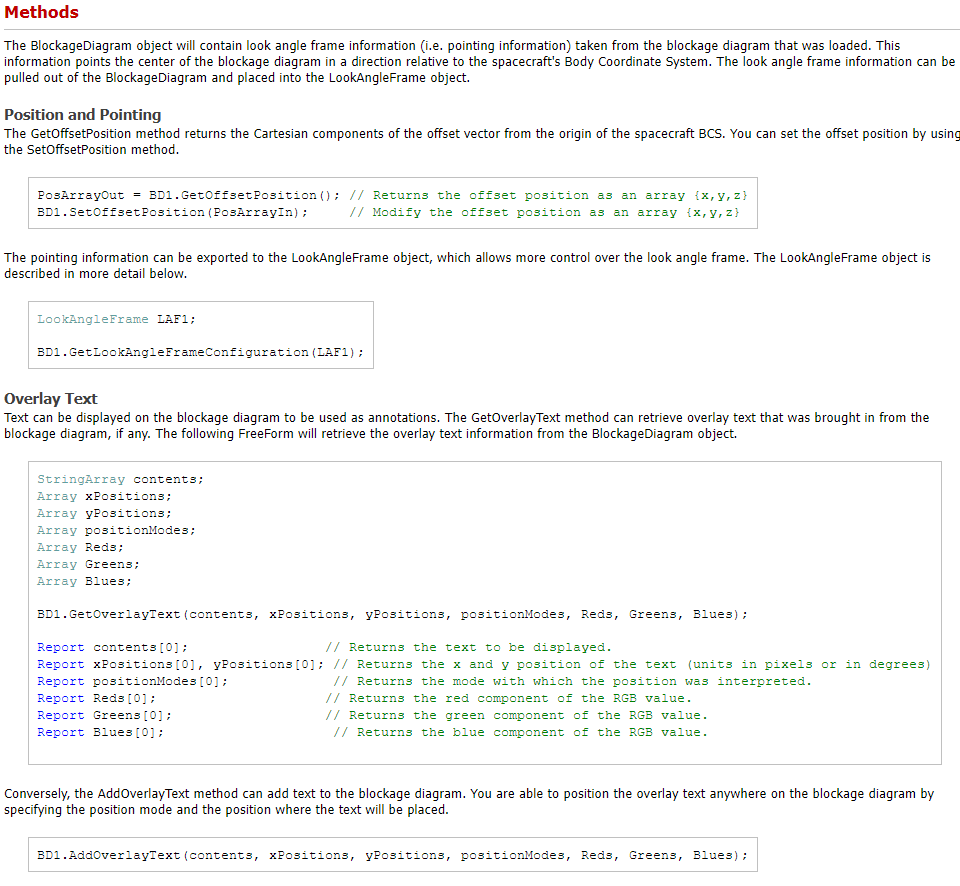 Methods
The BlockageDiagram object will contain look angle frame information (i.e. pointing information) taken from the blockage diagram that was loaded. This
information points the center of the blockage diagram in a direction relative to the spacecraft's Body Coordinate System. The look angle frame information can be
pulled out of the BlockageDiagram and placed into the LookAngleFrame object.
Position and Pointing
The GetOffsetPosition method returns the Cartesian components of the offset vector from the origin of the spacecraft BCS. You can set the offset position by using
the SetOffsetPosition method.
PosArrayOut = BD1.GetOffsetPosition(); // Returns the offset position as an array {x,y,z}
BD1.SetOffsetPosition(PosArrayIn);     // Modify the offset position as an array {x,y,z}
The pointing information can be exported to the LookAngleFrame object, which allows more control over the look angle frame. The LookAngleFrame object is
described in more detail below.
LookAngleFrame LAF1;
BD1.GetLookAngleFrameConfiguration(LAF1);
Overlay Text
Text can be displayed on the blockage diagram to be used as annotations. The GetOverlayText method can retrieve overlay text that was brought in from the
blockage diagram, if any. The following FreeForm will retrieve the overlay text information from the BlockageDiagram object.
StringArray contents;
Array xPositions;
Array yPositions;
Array positionModes;
Array Reds;
Array Greens;
Array Blues;
BD1.GetOverlayText(contents, xPositions, yPositions, positionModes, Reds, Greens, Blues);
Report contents[0];                 // Returns the text to be displayed.
Report xPositions[0], yPositions[0]; // Returns the x and y position of the text (units in pixels or in degrees)
Report positionModes[0];             // Returns the mode with which the position was interpreted.
Report Reds[0];                     // Returns the red component of the RGB value.
Report Greens[0];                   // Returns the green component of the RGB value.
Report Blues[0];                     // Returns the blue component of the RGB value.
Conversely, the AddOverlayText method can add text to the blockage diagram. You are able to position the overlay text anywhere on the blockage diagram by
specifying the position mode and the position where the text will be placed.
BD1.AddOverlayText(contents, xPositions, yPositions, positionModes, Reds, Greens, Blues);